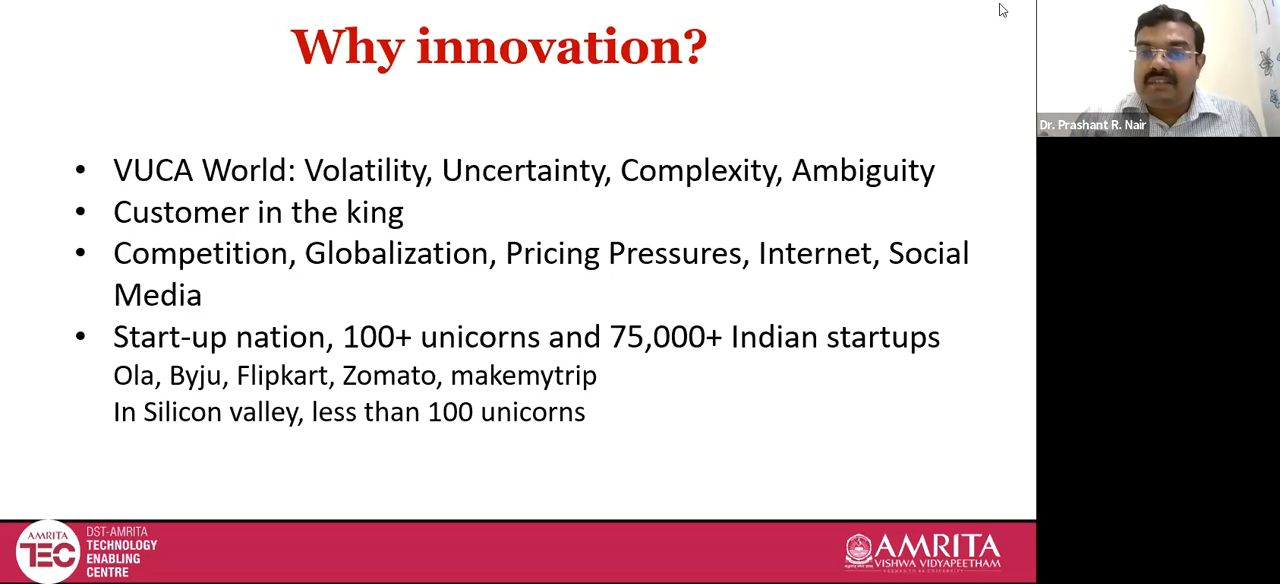 Why innovation?
• VUCA World: Volatility, Uncertainty, Complexity, Ambiguity
• Customer in the king
• Competition, Globalization, Pricing Pressures, Internet, Social
Media
• Start-up nation, 100+ unicorns and 75,000+ Indian startups
Ola, Byju, Flipkart, Zomato, makemytrip
In Silicon valley, less than 100 unicorns
Dr. Prashant R. Nair
AMRITA
TEC
DST-AMRITA
TECHNOLOGY
ENABLING
CENTRE
AMRITA
VISHWA VIDYAPEETHAM